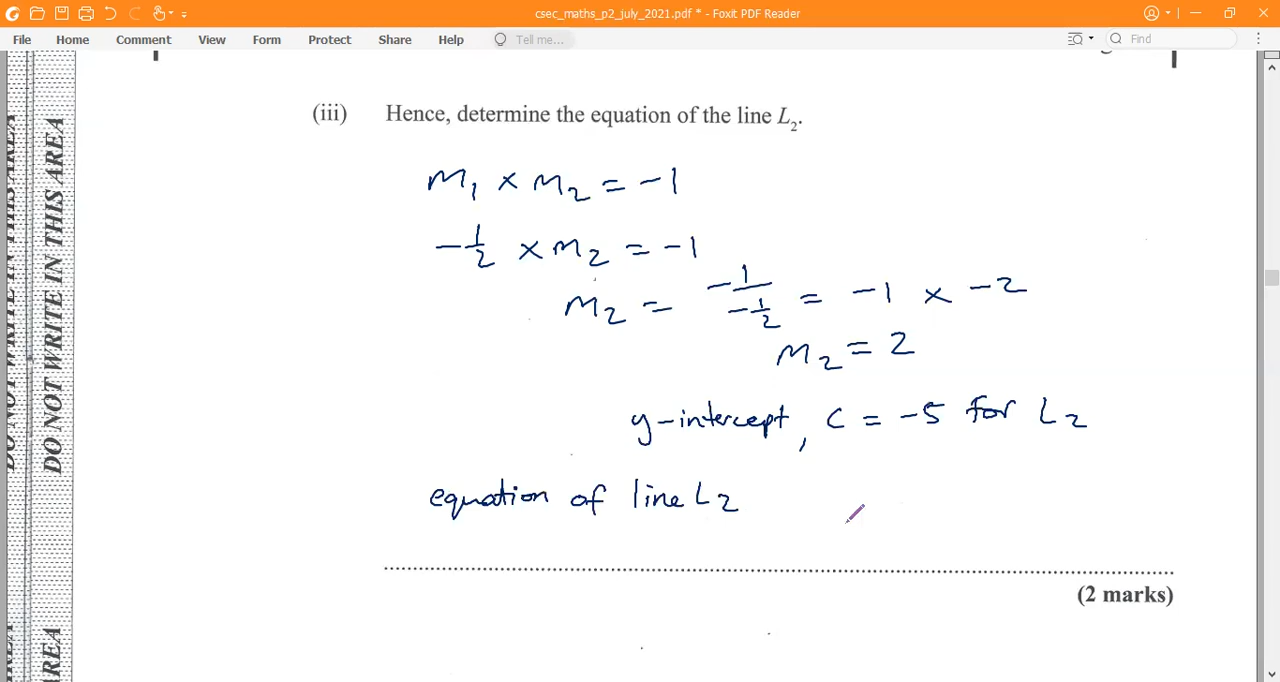 csec_maths_p2_july_2021.pdf * - Foxit PDF Reader
File Home Comment View Form Protect Share Help Tell me... Find
(iii) Hence, determine the equation of the line L₂.
m₁ × m₂ = -1
-1/2 × m₂ = -1
m₂ = -1/(-1/2) = -1 × -2
m₂ = 2
y-intercept, c = -5 for L₂
equation of line L₂
(2 marks)
DO NOT WRITE IN THIS AREA